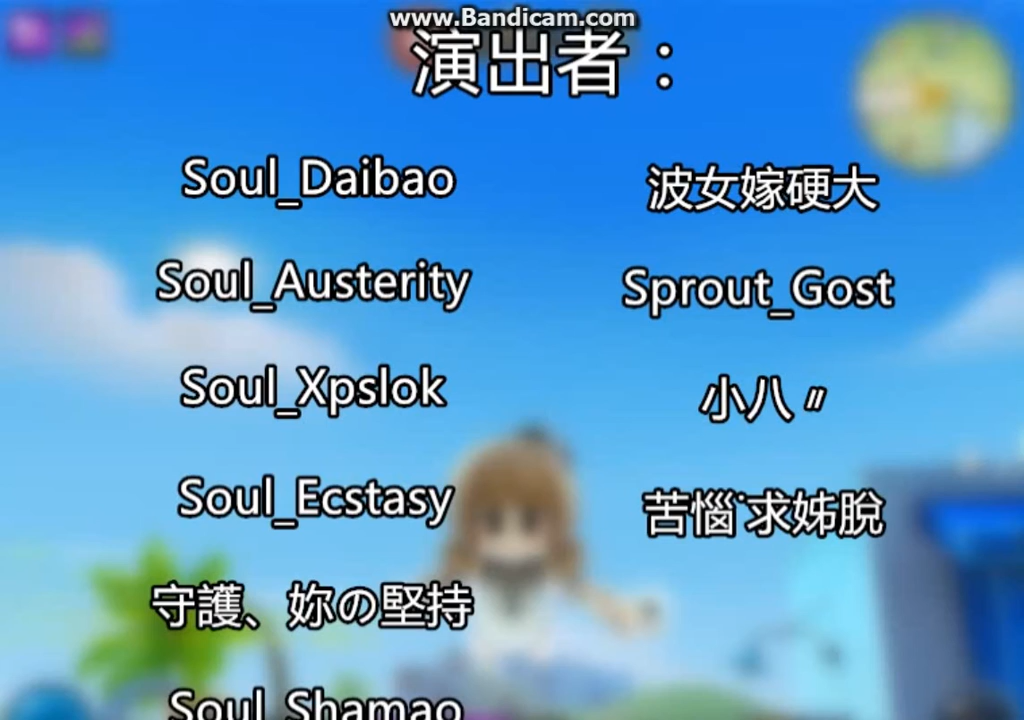 www.Bandicam.com
演出者：
Soul_Daibao
波女嫁硬大
Soul_Austerity
Sprout_Gost
Soul_Xpslok
小八〃
Soul_Ecstasy
苦惱˙求姊脫
守護、妳の堅持
Soul_Shamao